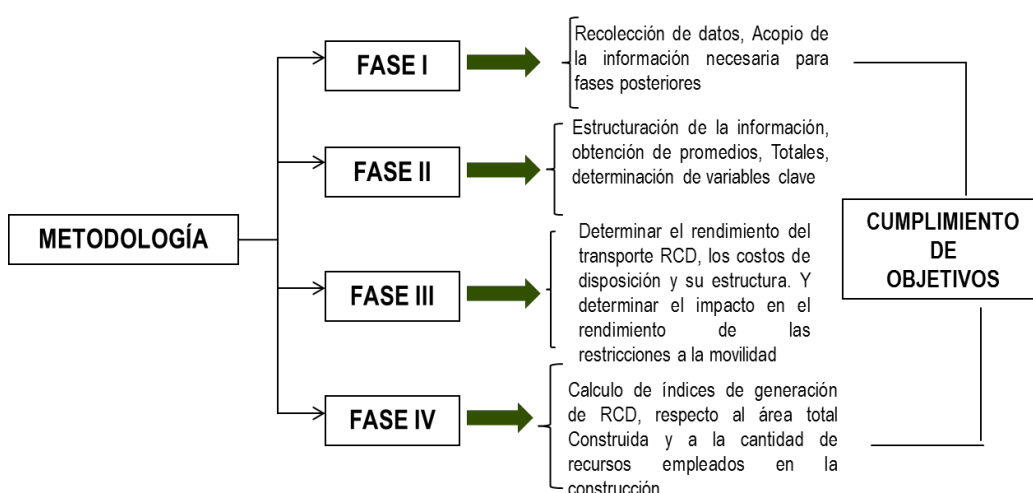 METODOLOGÍA
FASE I
Recolección de datos, Acopio de
la información necesaria para
fases posteriores
FASE II
Estructuración de la información,
obtención de promedios, Totales,
determinación de variables clave
FASE III
Determinar el rendimiento del
transporte RCD, los costos de
disposición y su estructura. Y
determinar el impacto en el
rendimiento de las
restricciones a la movilidad
FASE IV
Calculo de índices de generación
de RCD, respecto al área total
Construida y a la cantidad de
recursos empleados en la
construcción
CUMPLIMIENTO
DE
OBJETIVOS